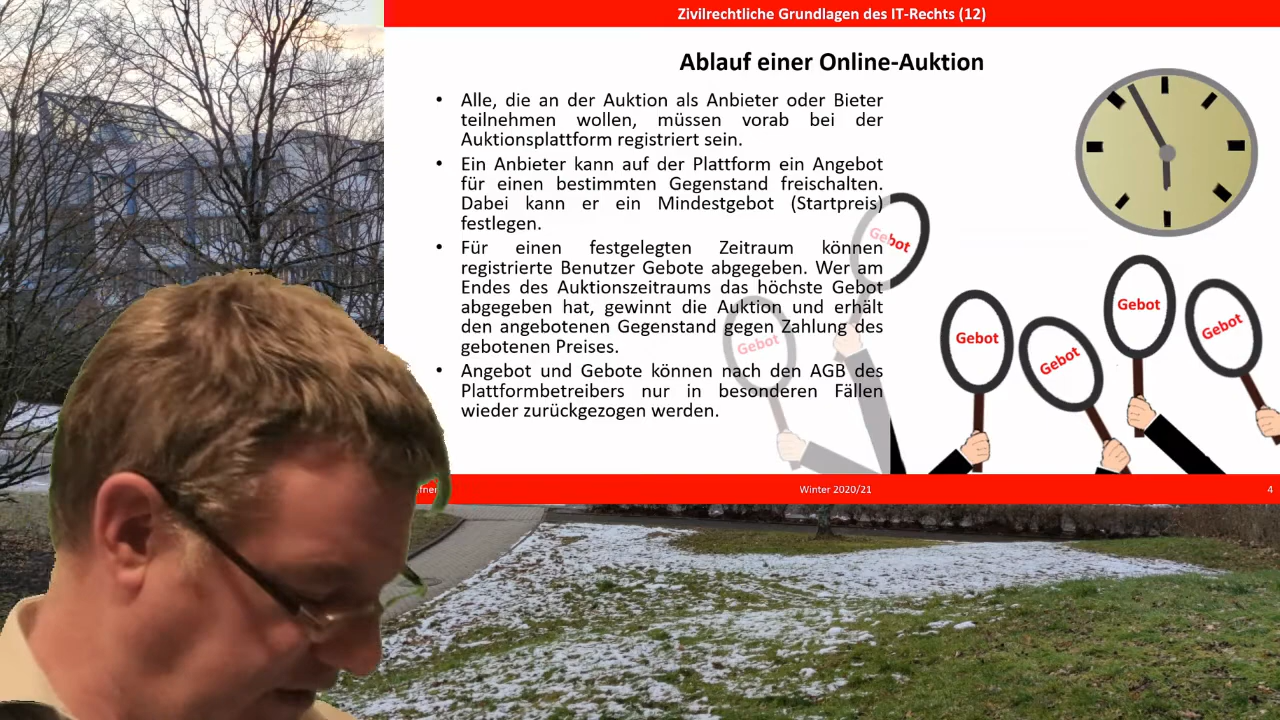 Zivilrechtliche Grundlagen des IT-Rechts (12)
Ablauf einer Online-Auktion
• Alle, die an der Auktion als Anbieter oder Bieter
teilnehmen wollen, müssen vorab bei der
Auktionsplattform registriert sein.
• Ein Anbieter kann auf der Plattform ein Angebot
für einen bestimmten Gegenstand freischalten.
Dabei kann er ein Mindestgebot (Startpreis)
festlegen.
• Für einen festgelegten Zeitraum können
registrierte Benutzer Gebote abgegeben. Wer am
Endes des Auktionszeitraums das höchste Gebot
abgegeben hat, gewinnt die Auktion und erhält
den angebotenen Gegenstand gegen Zahlung des
gebotenen Preises.
• Angebot und Gebote können nach den AGB des
Plattformbetreibers nur in besonderen Fällen
wieder zurückgezogen werden.
Gebot
Gebot
Gebot
Gebot
Gebot
Gebot
Winter 2020/21
4